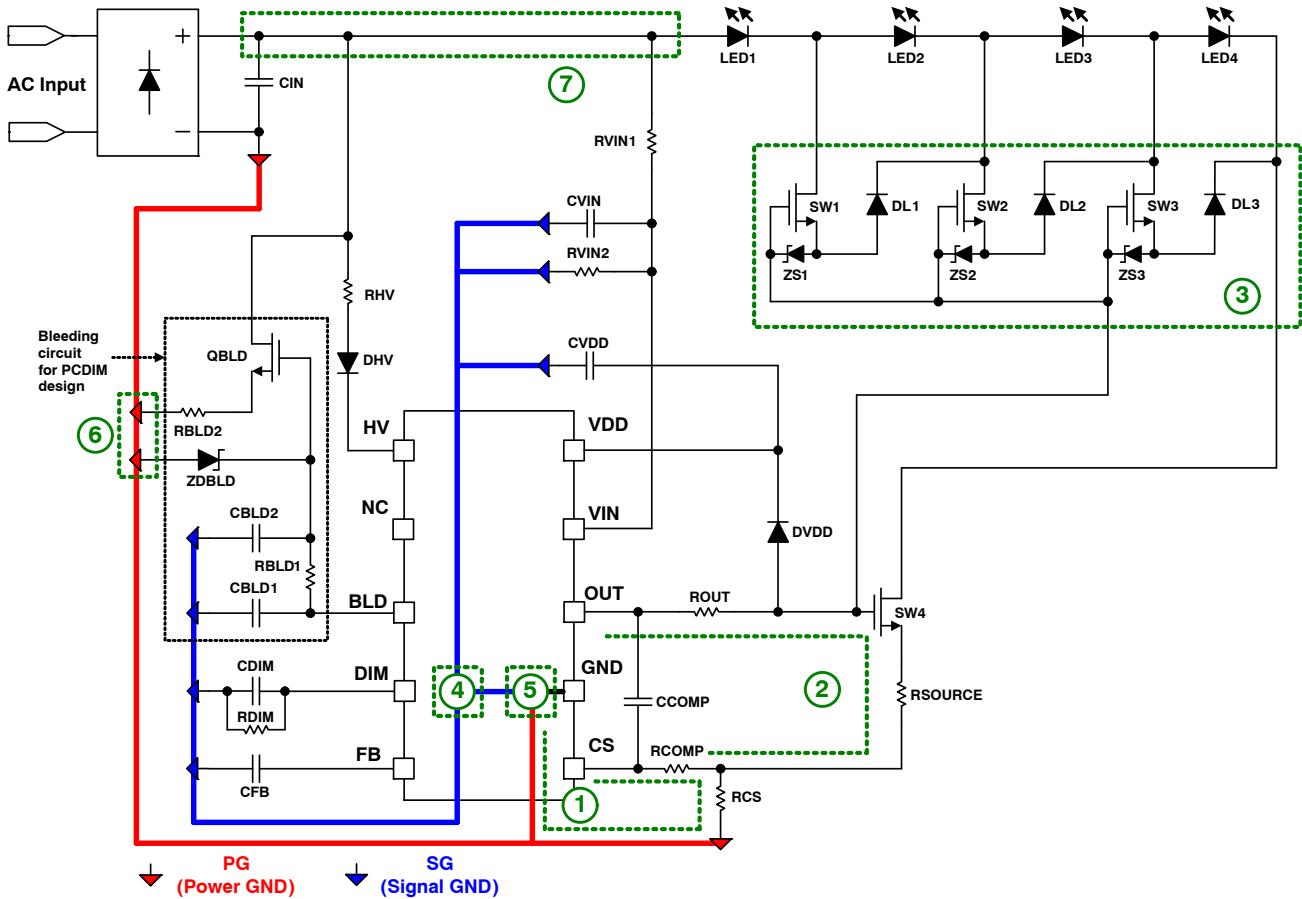 LED1
LED2
LED3
LED4
+
AC Input
CIN
−
7
RVIN1
CVIN
RVIN2
SW1
DL1
SW2
DL2
SW3
DL3
ZS1
ZS2
ZS3
3
RHV
Bleeding
circuit
for PCDIM
design
QBLD
DHV
CVDD
RBLD2
6
HV
VDD
ZDBLD
NC
VIN
CBLD2
DVDD
RBLD1
CBLD1
BLD
OUT
ROUT
SW4
CDIM
DIM
GND
4
5
2
RDIM
CCOMP
RSOURCE
FB
CS
RCOMP
CFB
1
RCS
PG
(Power GND)
SG
(Signal GND)